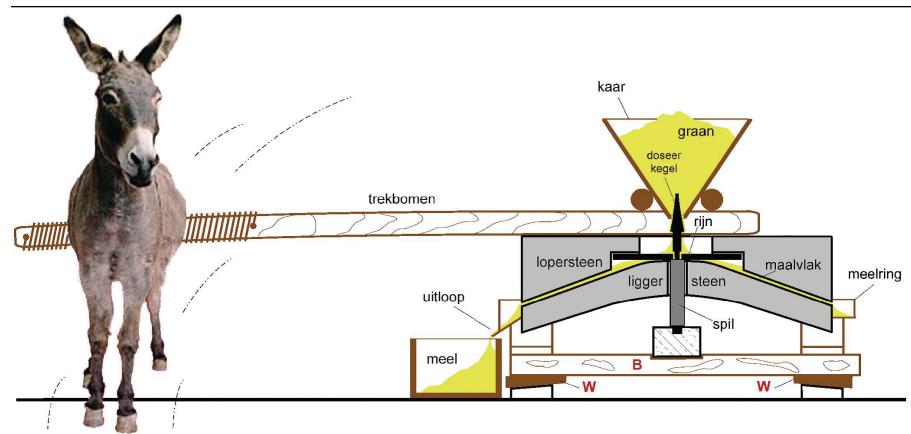 kaar
graan
doseer
kegel
trekbomen
rijn
lopersteen
maalvlak
ligger
steen
meelring
uitloop
spil
meel
B
W
W